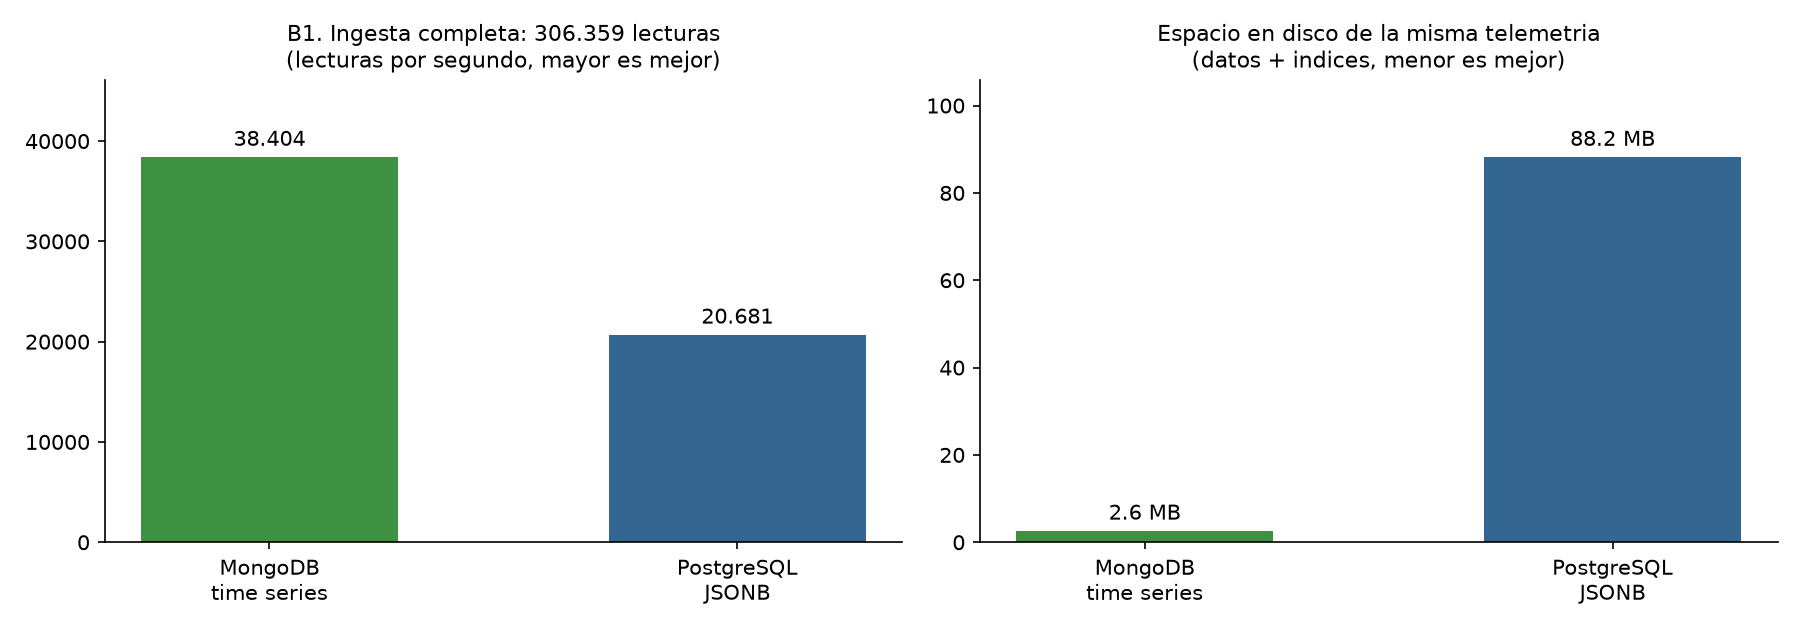 B1. Ingesta completa: 306.359 lecturas
(lecturas por segundo, mayor es mejor)
40000
30000
20000
10000
0
38.404
20.681
MongoDB
time series
PostgreSQL
JSONB
Espacio en disco de la misma telemetria
(datos + indices, menor es mejor)
100
80
60
40
20
0
2.6 MB
88.2 MB
MongoDB
time series
PostgreSQL
JSONB